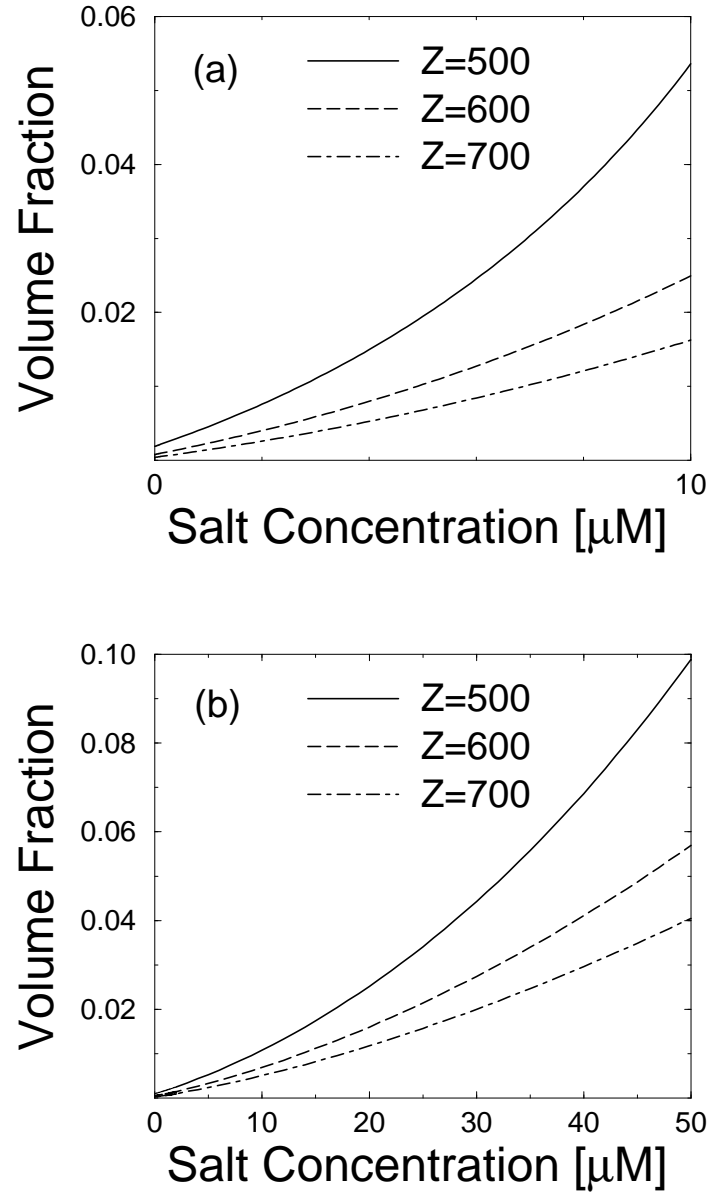 0.06
(a)
Z=500
Z=600
Z=700
0.04
0.02
Volume Fraction
0
10
Salt Concentration [μM]
0.10
(b)
Z=500
Z=600
Z=700
0.08
0.06
0.04
0.02
Volume Fraction
0 10 20 30 40 50
Salt Concentration [μM]